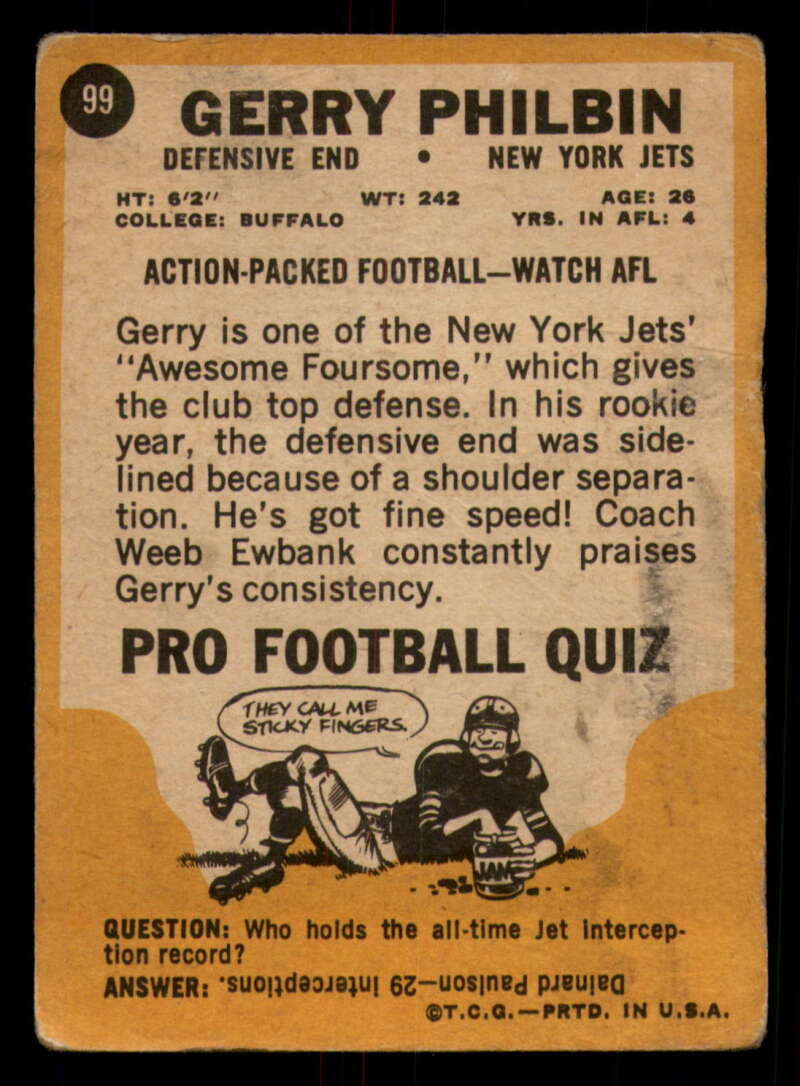 99
GERRY PHILBIN
DEFENSIVE END • NEW YORK JETS
HT: 6'2" WT: 242 AGE: 26
COLLEGE: BUFFALO YRS. IN AFL: 4
ACTION-PACKED FOOTBALL—WATCH AFL
Gerry is one of the New York Jets'
"Awesome Foursome," which gives
the club top defense. In his rookie
year, the defensive end was side-
lined because of a shoulder separa-
tion. He's got fine speed! Coach
Weeb Ewbank constantly praises
Gerry's consistency.
PRO FOOTBALL QUIZ
THEY CALL ME
STICKY FINGERS.
JAM
QUESTION: Who holds the all-time Jet intercep-
tion record?
ANSWER: Dainard Paulson—29 interceptions.
©T.C.G.—PRTD. IN U.S.A.